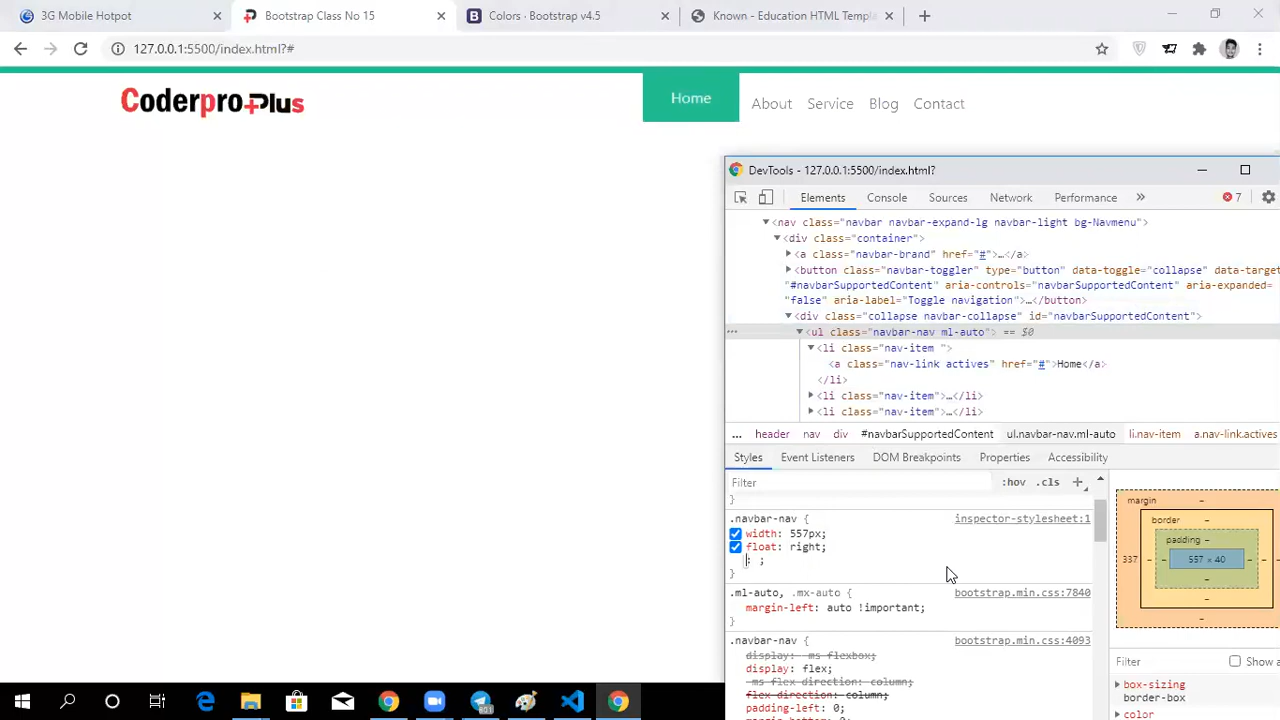 3G Mobile Hotpot
Bootstrap Class No 15
Colors · Bootstrap v4.5
Known - Education HTML Templa
127.0.0.1:5500/index.html?#
Coderpro Plus
Home
About
Service
Blog
Contact
DevTools - 127.0.0.1:5500/index.html?
Elements
Console
Sources
Network
Performance
»
7
<nav class="navbar navbar-expand-lg navbar-light bg-Navmenu">
<div class="container">
<a class="navbar-brand" href="#">…</a>
<button class="navbar-toggler" type="button" data-toggle="collapse" data-target=
"#navbarSupportedContent" aria-controls="navbarSupportedContent" aria-expanded=
"false" aria-label="Toggle navigation">…</button>
<div class="collapse navbar-collapse" id="navbarSupportedContent">
<ul class="navbar-nav ml-auto"> == $0
<li class="nav-item ">
<a class="nav-link actives" href="#">Home</a>
</li>
<li class="nav-item">…</li>
<li class="nav-item">…</li>
... header nav div #navbarSupportedContent ul.navbar-nav.ml-auto li.nav-item a.nav-link.actives
Styles
Event Listeners
DOM Breakpoints
Properties
Accessibility
Filter
:hov
.cls
+
}
.navbar-nav {
inspector-stylesheet:1
width: 557px;
float: right;
: ;
}
.ml-auto, .mx-auto {
bootstrap.min.css:7840
margin-left: auto !important;
}
.navbar-nav {
bootstrap.min.css:4093
display: -ms-flexbox;
display: flex;
-ms-flex-direction: column;
flex-direction: column;
padding-left: 0;
margin
border
padding
337
557 × 40
Filter
Show a
box-sizing
border-box
color